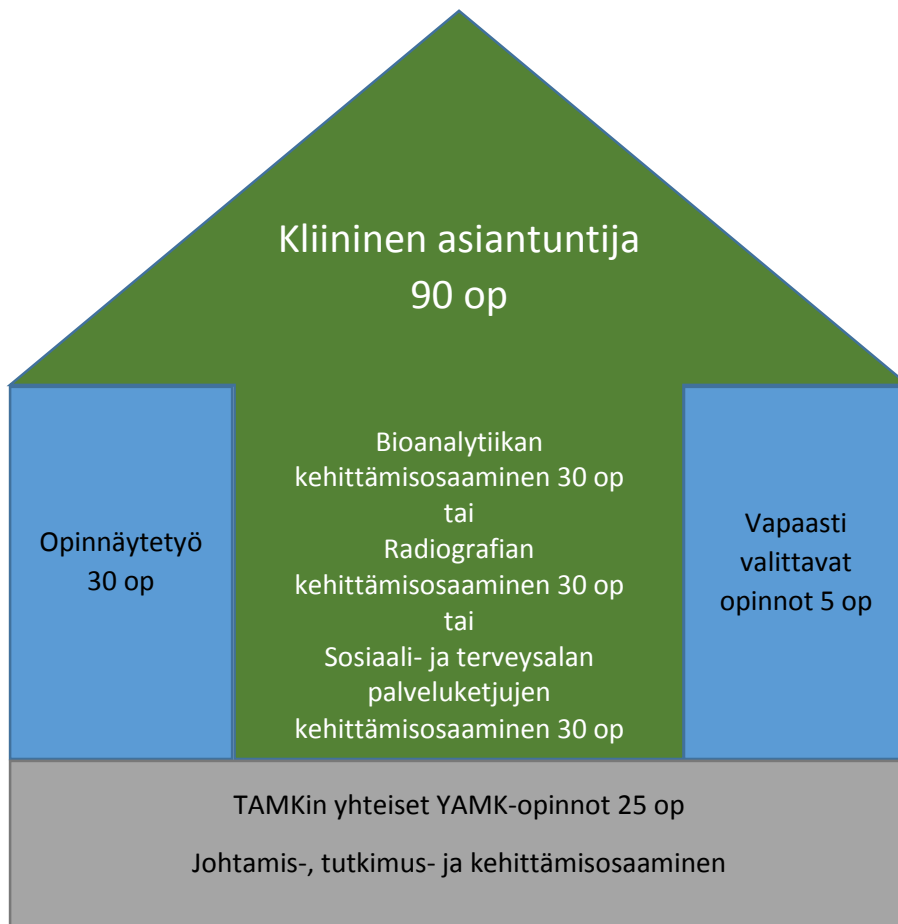 Kliininen asiantuntija
90 op
Opinnäytetyö
30 op
Bioanalytiikan
kehittämisosaaminen 30 op
tai
Radiografian
kehittämisosaaminen 30 op
tai
Sosiaali- ja terveysalan
palveluketjujen
kehittämisosaaminen 30 op
Vapaasti
valittavat
opinnot 5 op
TAMKin yhteiset YAMK-opinnot 25 op
Johtamis-, tutkimus- ja kehittämisosaaminen